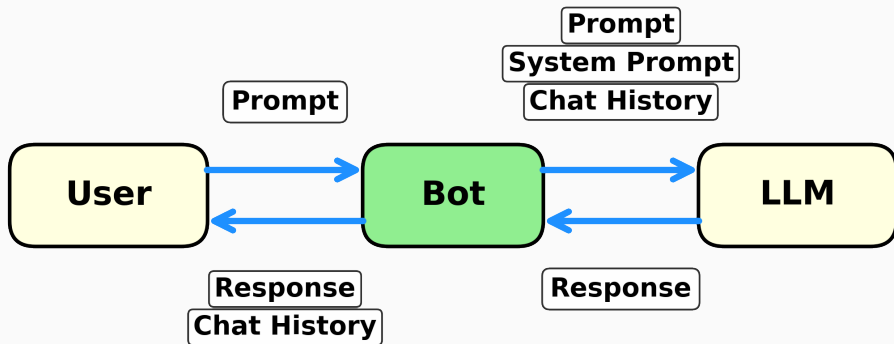 Prompt
System Prompt
Chat History
Prompt
User
Bot
LLM
Response
Chat History
Response